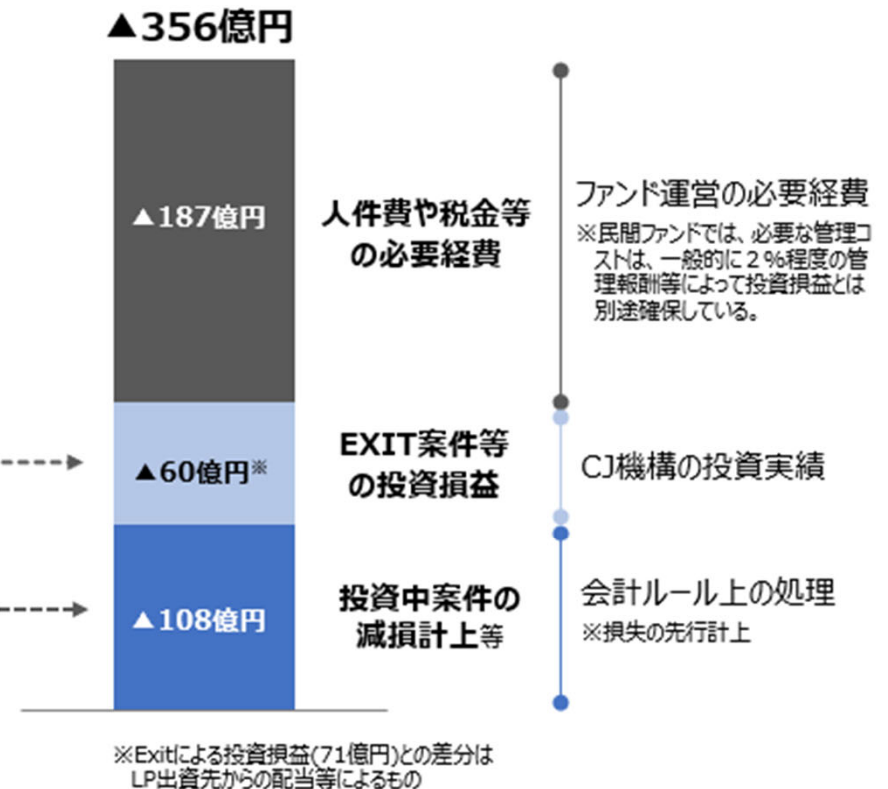 ▲356億円
▲187億円
人件費や税金等
の必要経費
ファンド運営の必要経費
※民間ファンドでは、必要な管理コ
ストは、一般的に２%程度の管
理報酬等によって投資損益とは
別途確保している。
▲60億円※
EXIT案件等
の投資損益
CJ機構の投資実績
▲108億円
投資中案件の
減損計上等
会計ルール上の処理
※損失の先行計上
※Exitによる投資損益(71億円)との差分は
LP出資先からの配当等によるもの